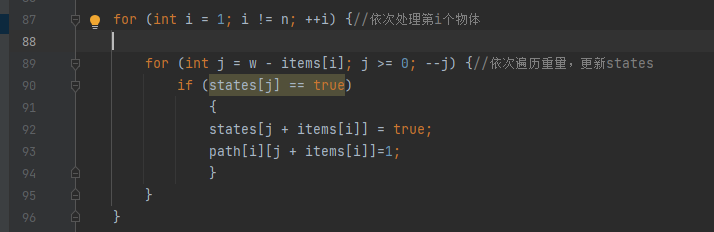 87 for (int i = 1; i != n; ++i) {//依次处理第i个物体
88
89 for (int j = w - items[i]; j >= 0; --j) {//依次遍历重量，更新states
90 if (states[j] == true)
91 {
92 states[j + items[i]] = true;
93 path[i][j + items[i]]=1;
94 }
95 }
96 }